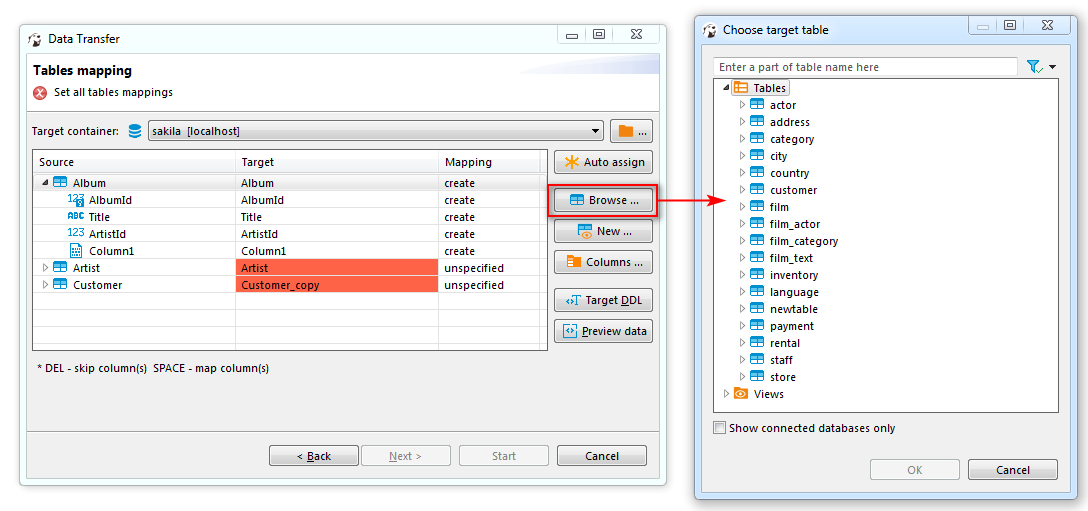 Data Transfer
Tables mapping
Set all tables mappings
Target container: sakila [localhost] ...
Source Target Mapping
Album Album create
123 AlbumId AlbumId create
ABC Title Title create
123 ArtistId ArtistId create
Column1 Column1 create
Artist Artist unspecified
Customer Customer_copy unspecified
Auto assign
Browse ...
New ...
Columns ...
Target DDL
Preview data
* DEL - skip column(s) SPACE - map column(s)
< Back Next > Start Cancel
Choose target table
Enter a part of table name here
Tables
actor
address
category
city
country
customer
film
film_actor
film_category
film_text
inventory
language
newtable
payment
rental
staff
store
Views
Show connected databases only
OK Cancel